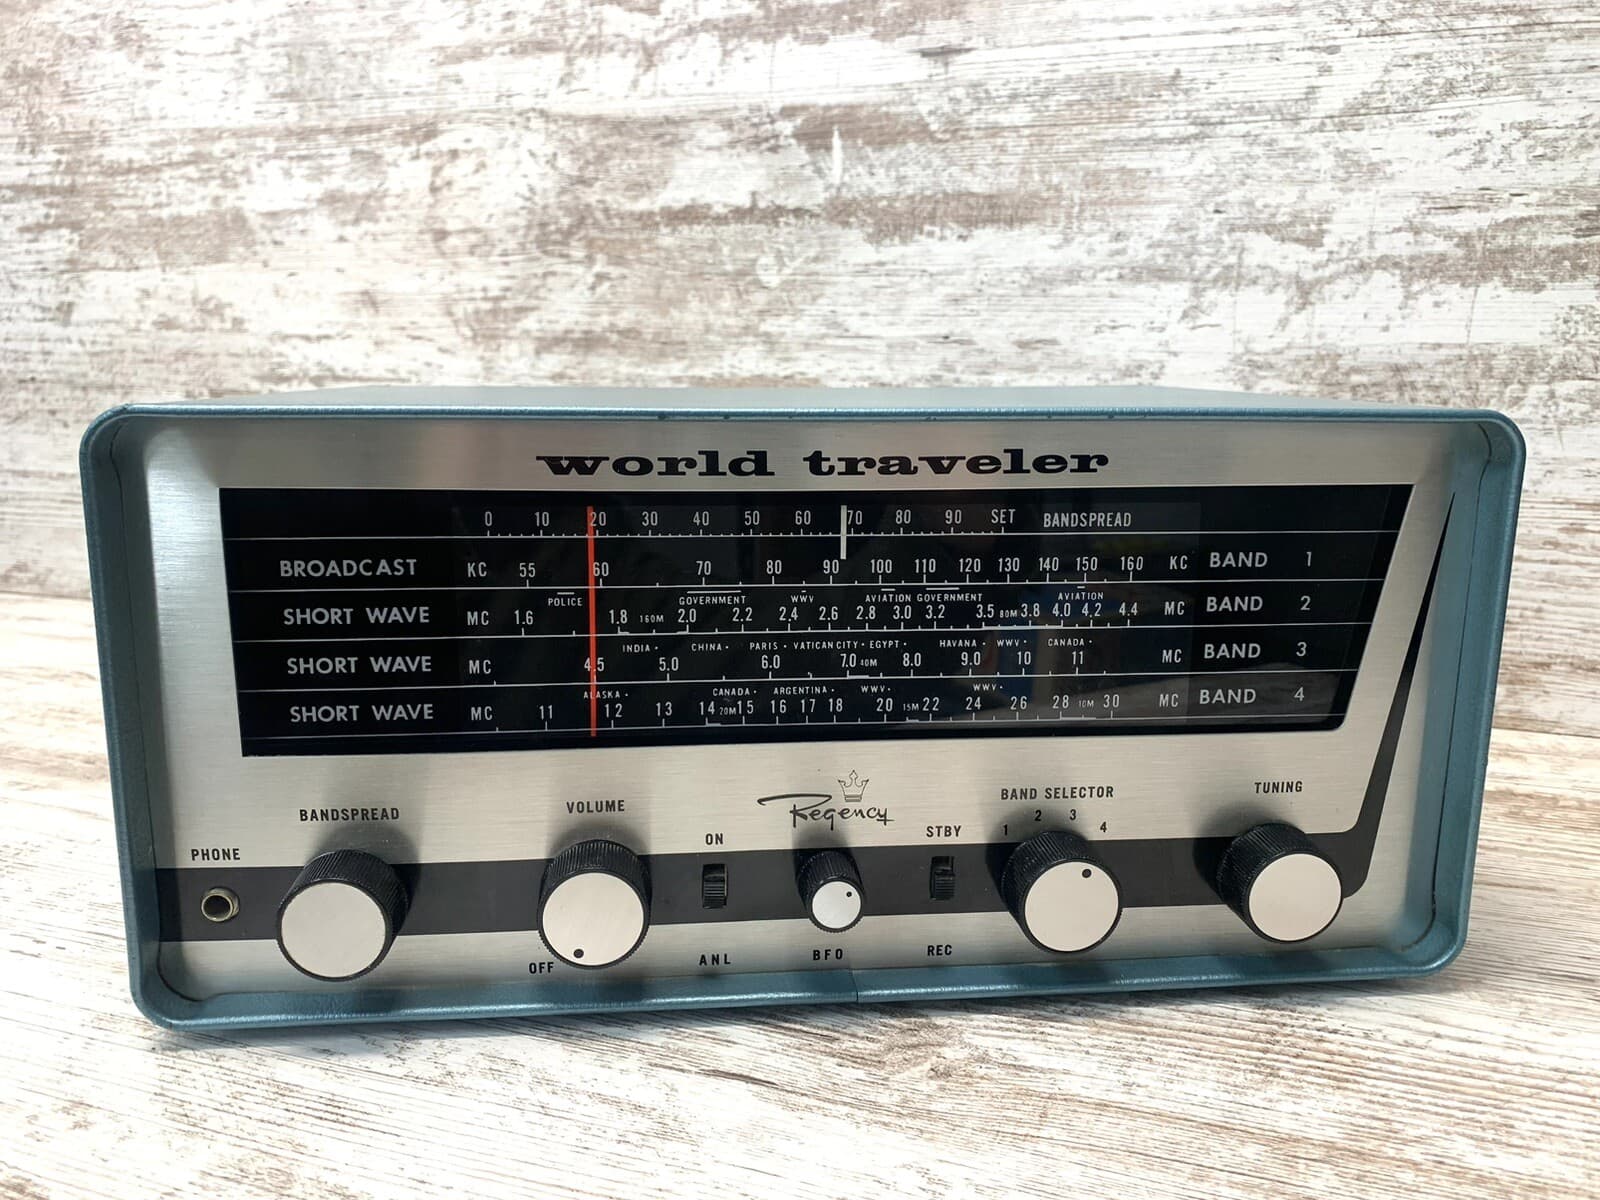 world traveler
0 10 20 30 40 50 60 70 80 90 SET BANDSPREAD
BROADCAST KC 55 60 70 80 90 100 110 120 130 140 150 160 KC BAND 1
POLICE GOVERNMENT WWV AVIATION GOVERNMENT AVIATION
SHORT WAVE MC 1.6 1.8 160M 2.0 2.2 2.4 2.6 2.8 3.0 3.2 3.5 80M 3.8 4.0 4.2 4.4 MC BAND 2
INDIA · CHINA · PARIS · VATICAN CITY · EGYPT · HAVANA · WWV · CANADA ·
SHORT WAVE MC 4.5 5.0 6.0 7.0 40M 8.0 9.0 10 11 MC BAND 3
ALASKA · CANADA · ARGENTINA · WWV · WWV ·
SHORT WAVE MC 11 12 13 14 20M 15 16 17 18 20 15M 22 24 26 28 10M 30 MC BAND 4
Regency
BANDSPREAD VOLUME BAND SELECTOR TUNING
PHONE ON STBY 1 2 3 4
OFF ANL BFO REC